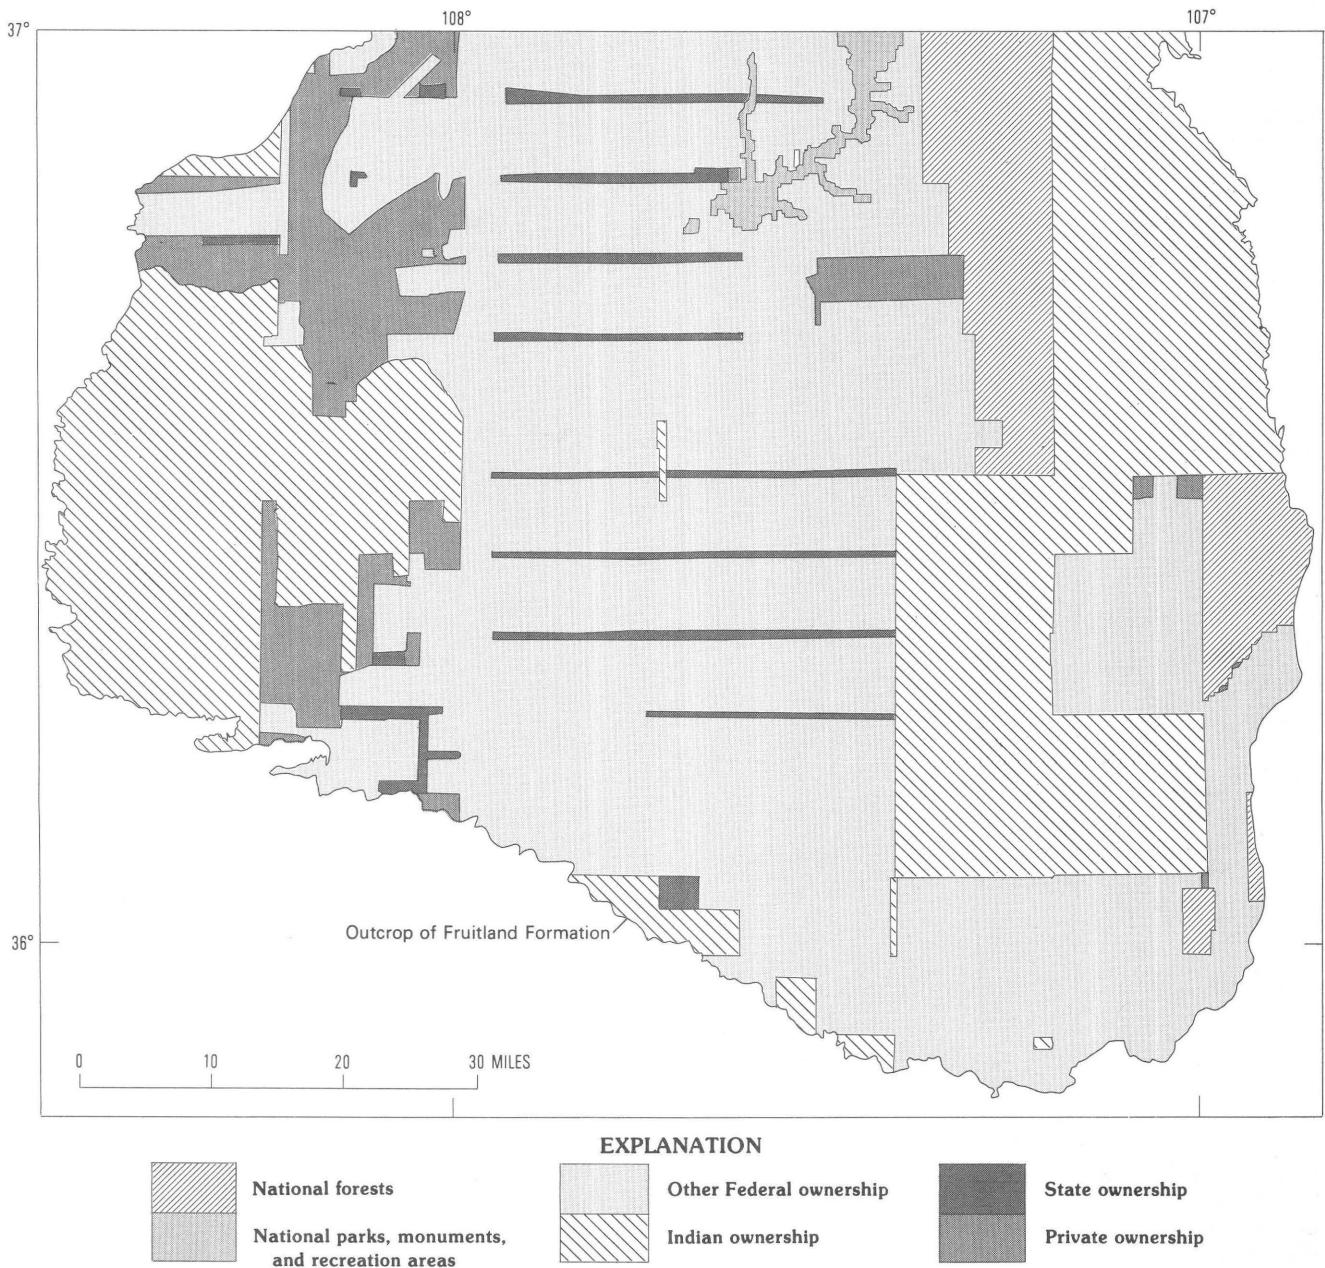 108°
107°
37°
Outcrop of Fruitland Formation
36°
0 10 20 30 MILES
EXPLANATION
National forests
National parks, monuments,
and recreation areas
Other Federal ownership
Indian ownership
State ownership
Private ownership